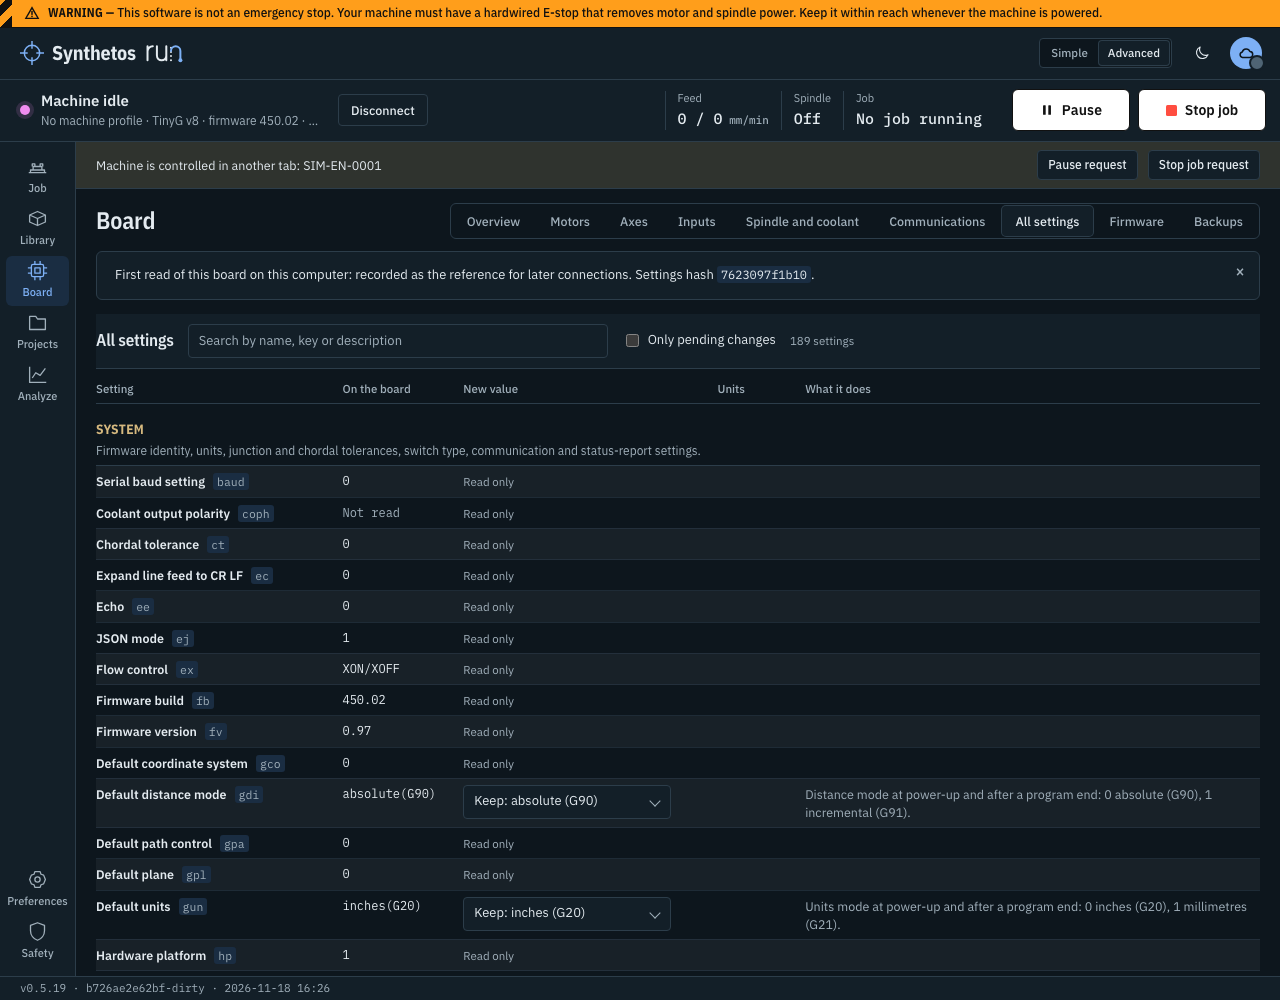 WARNING — This software is not an emergency stop. Your machine must have a hardwired E-stop that removes motor and spindle power. Keep it within reach whenever the machine is powered.
Synthetos run
Simple Advanced
Machine idle
No machine profile · TinyG v8 · firmware 450.02 · ...
Disconnect
Feed
0 / 0 mm/min
Spindle
Off
Job
No job running
Pause
Stop job
Machine is controlled in another tab: SIM-EN-0001
Pause request
Stop job request
Job
Library
Board
Projects
Analyze
Preferences
Safety
Board
Overview Motors Axes Inputs Spindle and coolant Communications All settings Firmware Backups
First read of this board on this computer: recorded as the reference for later connections. Settings hash 7623097f1b10.
All settings
Search by name, key or description
Only pending changes
189 settings
Setting On the board New value Units What it does
SYSTEM
Firmware identity, units, junction and chordal tolerances, switch type, communication and status-report settings.
Serial baud setting baud 0 Read only
Coolant output polarity coph Not read Read only
Chordal tolerance ct 0 Read only
Expand line feed to CR LF ec 0 Read only
Echo ee 0 Read only
JSON mode ej 1 Read only
Flow control ex XON/XOFF Read only
Firmware build fb 450.02 Read only
Firmware version fv 0.97 Read only
Default coordinate system gco 0 Read only
Default distance mode gdi absolute(G90) Keep: absolute (G90) Distance mode at power-up and after a program end: 0 absolute (G90), 1
incremental (G91).
Default path control gpa 0 Read only
Default plane gpl 0 Read only
Default units gun inches(G20) Keep: inches (G20) Units mode at power-up and after a program end: 0 inches (G20), 1 millimetres
(G21).
Hardware platform hp 1 Read only
v0.5.19 · b726ae2e62bf-dirty · 2026-11-18 16:26